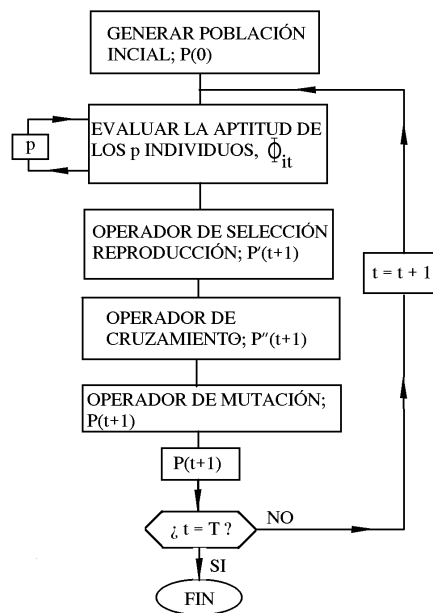 GENERAR POBLACIÓN
INCIAL; P(0)
EVALUAR LA APTITUD DE
LOS p INDIVIDUOS, Φit
p
OPERADOR DE SELECCIÓN
REPRODUCCIÓN; P'(t+1)
t = t + 1
OPERADOR DE
CRUZAMIENTO; P"(t+1)
OPERADOR DE MUTACIÓN;
P(t+1)
P(t+1)
¿ t = T ?
NO
SI
FIN